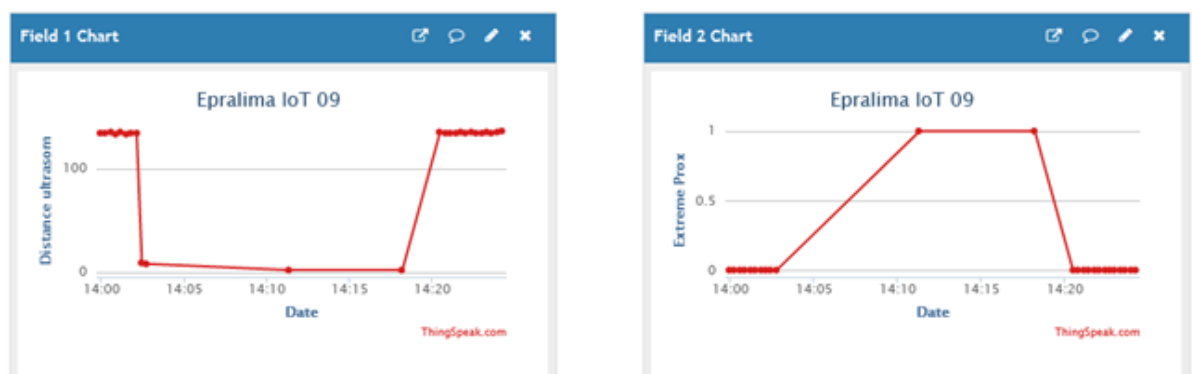 Field 1 Chart
Epralima IoT 09
Distance ultrasom
100
0
14:00 14:05 14:10 14:15 14:20
Date
ThingSpeak.com
Field 2 Chart
Epralima IoT 09
Extreme Prox
1
0.5
0
14:00 14:05 14:10 14:15 14:20
Date
ThingSpeak.com